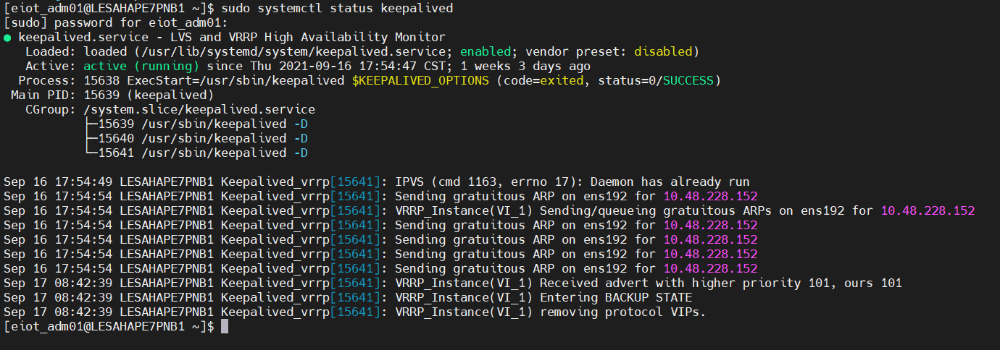 [eiot_adm01@LESAHAPE7PNB1 ~]$ sudo systemctl status keepalived
[sudo] password for eiot_adm01:
● keepalived.service - LVS and VRRP High Availability Monitor
   Loaded: loaded (/usr/lib/systemd/system/keepalived.service; enabled; vendor preset: disabled)
   Active: active (running) since Thu 2021-09-16 17:54:47 CST; 1 weeks 3 days ago
  Process: 15638 ExecStart=/usr/sbin/keepalived $KEEPALIVED_OPTIONS (code=exited, status=0/SUCCESS)
 Main PID: 15639 (keepalived)
   CGroup: /system.slice/keepalived.service
           ├─15639 /usr/sbin/keepalived -D
           ├─15640 /usr/sbin/keepalived -D
           └─15641 /usr/sbin/keepalived -D

Sep 16 17:54:49 LESAHAPE7PNB1 Keepalived_vrrp[15641]: IPVS (cmd 1163, errno 17): Daemon has already run
Sep 16 17:54:54 LESAHAPE7PNB1 Keepalived_vrrp[15641]: Sending gratuitous ARP on ens192 for 10.48.228.152
Sep 16 17:54:54 LESAHAPE7PNB1 Keepalived_vrrp[15641]: VRRP_Instance(VI_1) Sending/queueing gratuitous ARPs on ens192 for 10.48.228.152
Sep 16 17:54:54 LESAHAPE7PNB1 Keepalived_vrrp[15641]: Sending gratuitous ARP on ens192 for 10.48.228.152
Sep 16 17:54:54 LESAHAPE7PNB1 Keepalived_vrrp[15641]: Sending gratuitous ARP on ens192 for 10.48.228.152
Sep 16 17:54:54 LESAHAPE7PNB1 Keepalived_vrrp[15641]: Sending gratuitous ARP on ens192 for 10.48.228.152
Sep 16 17:54:54 LESAHAPE7PNB1 Keepalived_vrrp[15641]: Sending gratuitous ARP on ens192 for 10.48.228.152
Sep 17 08:42:39 LESAHAPE7PNB1 Keepalived_vrrp[15641]: VRRP_Instance(VI_1) Received advert with higher priority 101, ours 101
Sep 17 08:42:39 LESAHAPE7PNB1 Keepalived_vrrp[15641]: VRRP_Instance(VI_1) Entering BACKUP STATE
Sep 17 08:42:39 LESAHAPE7PNB1 Keepalived_vrrp[15641]: VRRP_Instance(VI_1) removing protocol VIPs.
[eiot_adm01@LESAHAPE7PNB1 ~]$